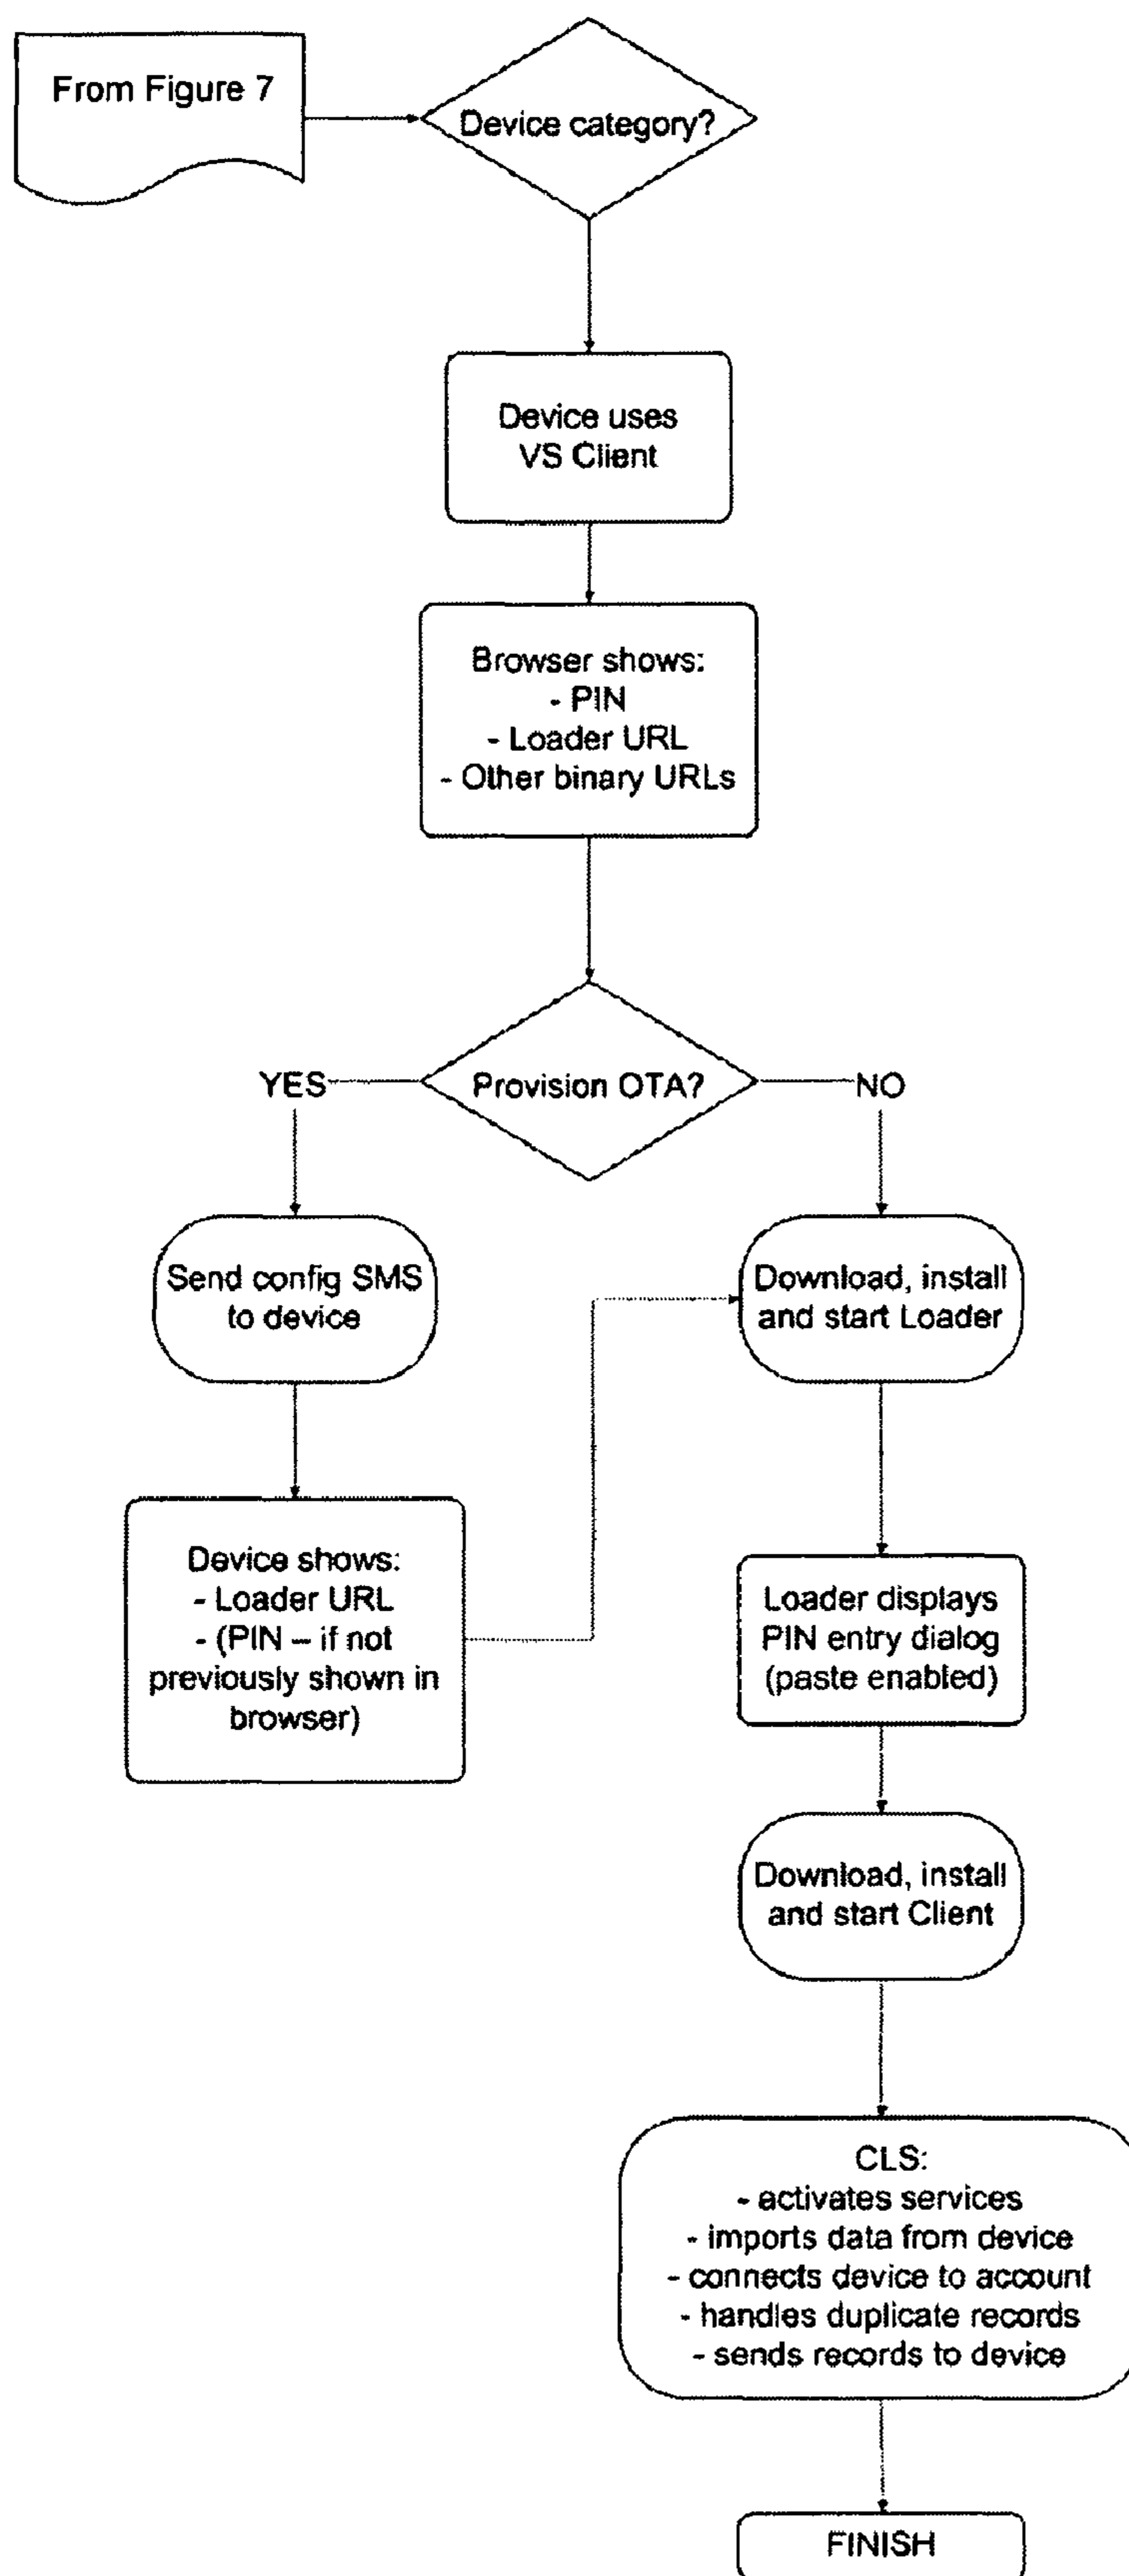 From Figure 7
Device category?
Device uses
VS Client
Browser shows:
- PIN
- Loader URL
- Other binary URLs
YES
Provision OTA?
NO
Send config SMS
to device
Download, install
and start Loader
Device shows:
- Loader URL
- (PIN – if not
previously shown in
browser)
Loader displays
PIN entry dialog
(paste enabled)
Download, install
and start Client
CLS:
- activates services
- imports data from device
- connects device to account
- handles duplicate records
- sends records to device
FINISH